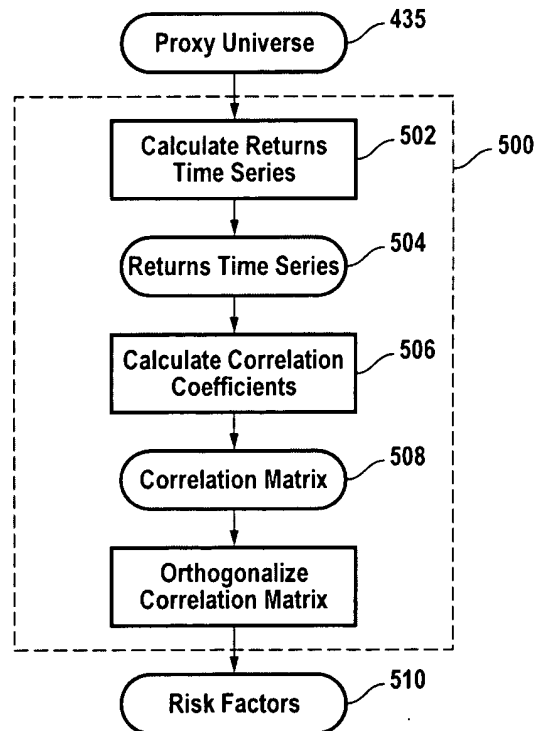 Proxy Universe
435
Calculate Returns
Time Series
502
500
Returns Time Series
504
Calculate Correlation
Coefficients
506
Correlation Matrix
508
Orthogonalize
Correlation Matrix
Risk Factors
510